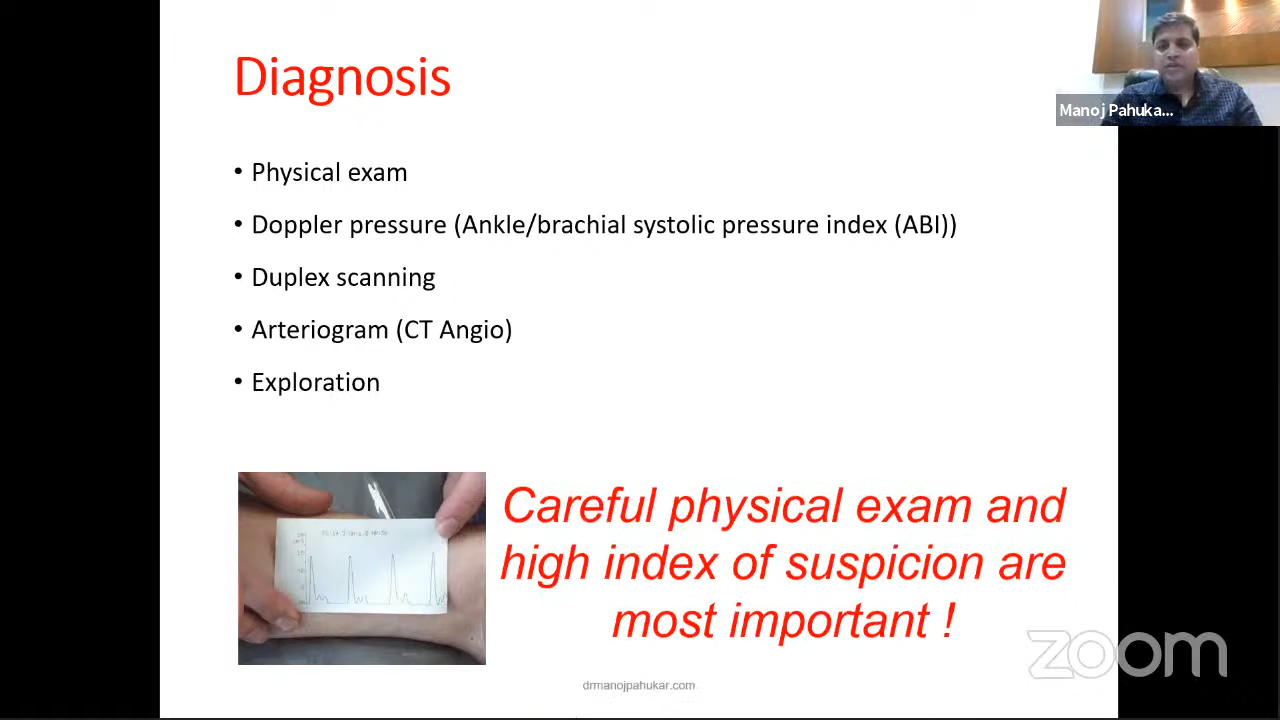 Diagnosis
Manoj Pahuka...
• Physical exam
• Doppler pressure (Ankle/brachial systolic pressure index (ABI))
• Duplex scanning
• Arteriogram (CT Angio)
• Exploration
Careful physical exam and
high index of suspicion are
most important !
zoom
drmanojpahukar.com